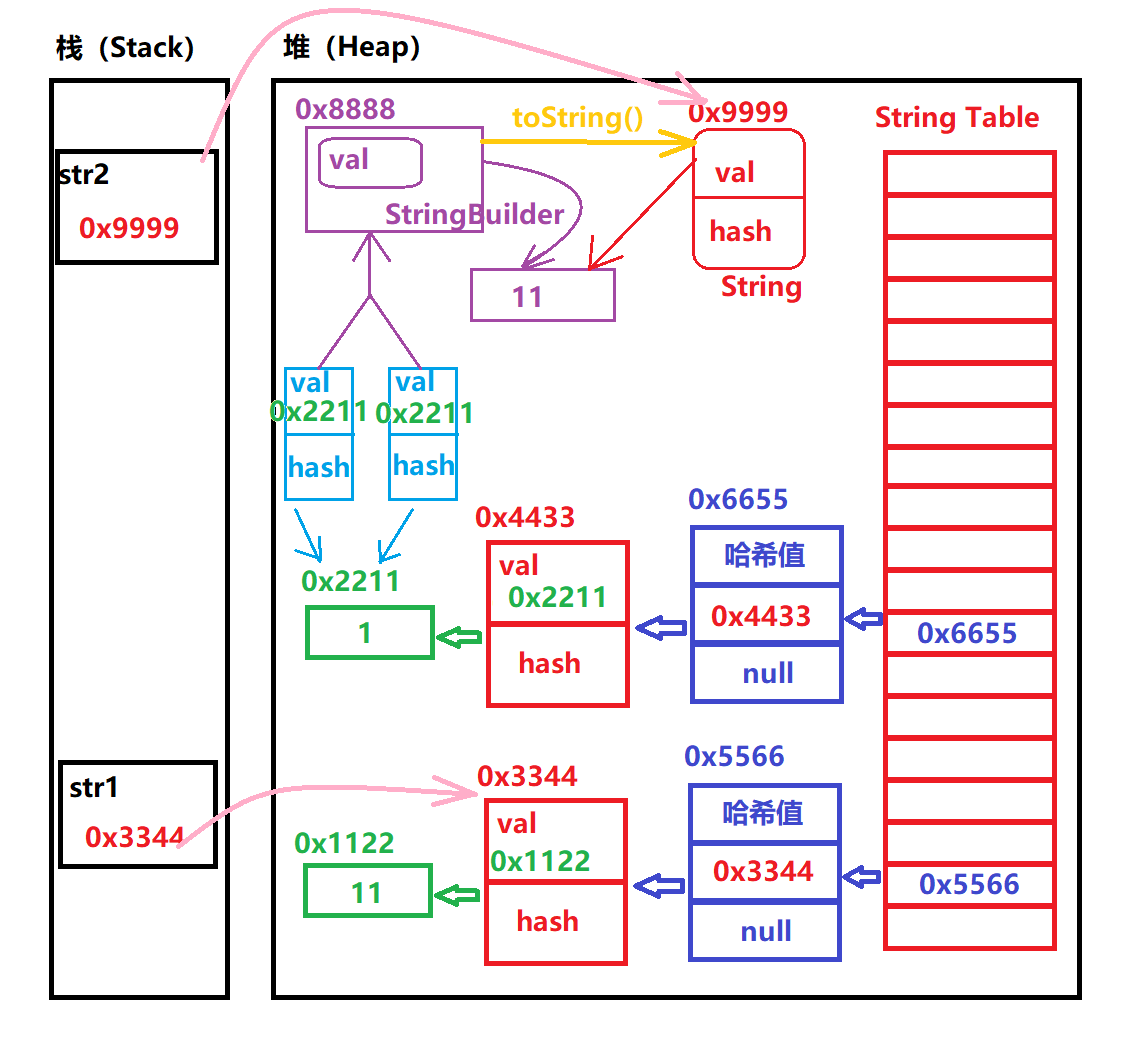 栈（Stack）
堆（Heap）
0x8888
toString()
0x9999
String Table
val
str2
val
0x9999
StringBuilder
hash
String
11
val
val
0x2211
0x2211
hash
hash
0x6655
0x4433
哈希值
val
0x2211
0x2211
0x4433
0x6655
1
hash
null
0x5566
str1
0x3344
哈希值
val
0x3344
0x1122
0x1122
0x3344
0x5566
11
hash
null